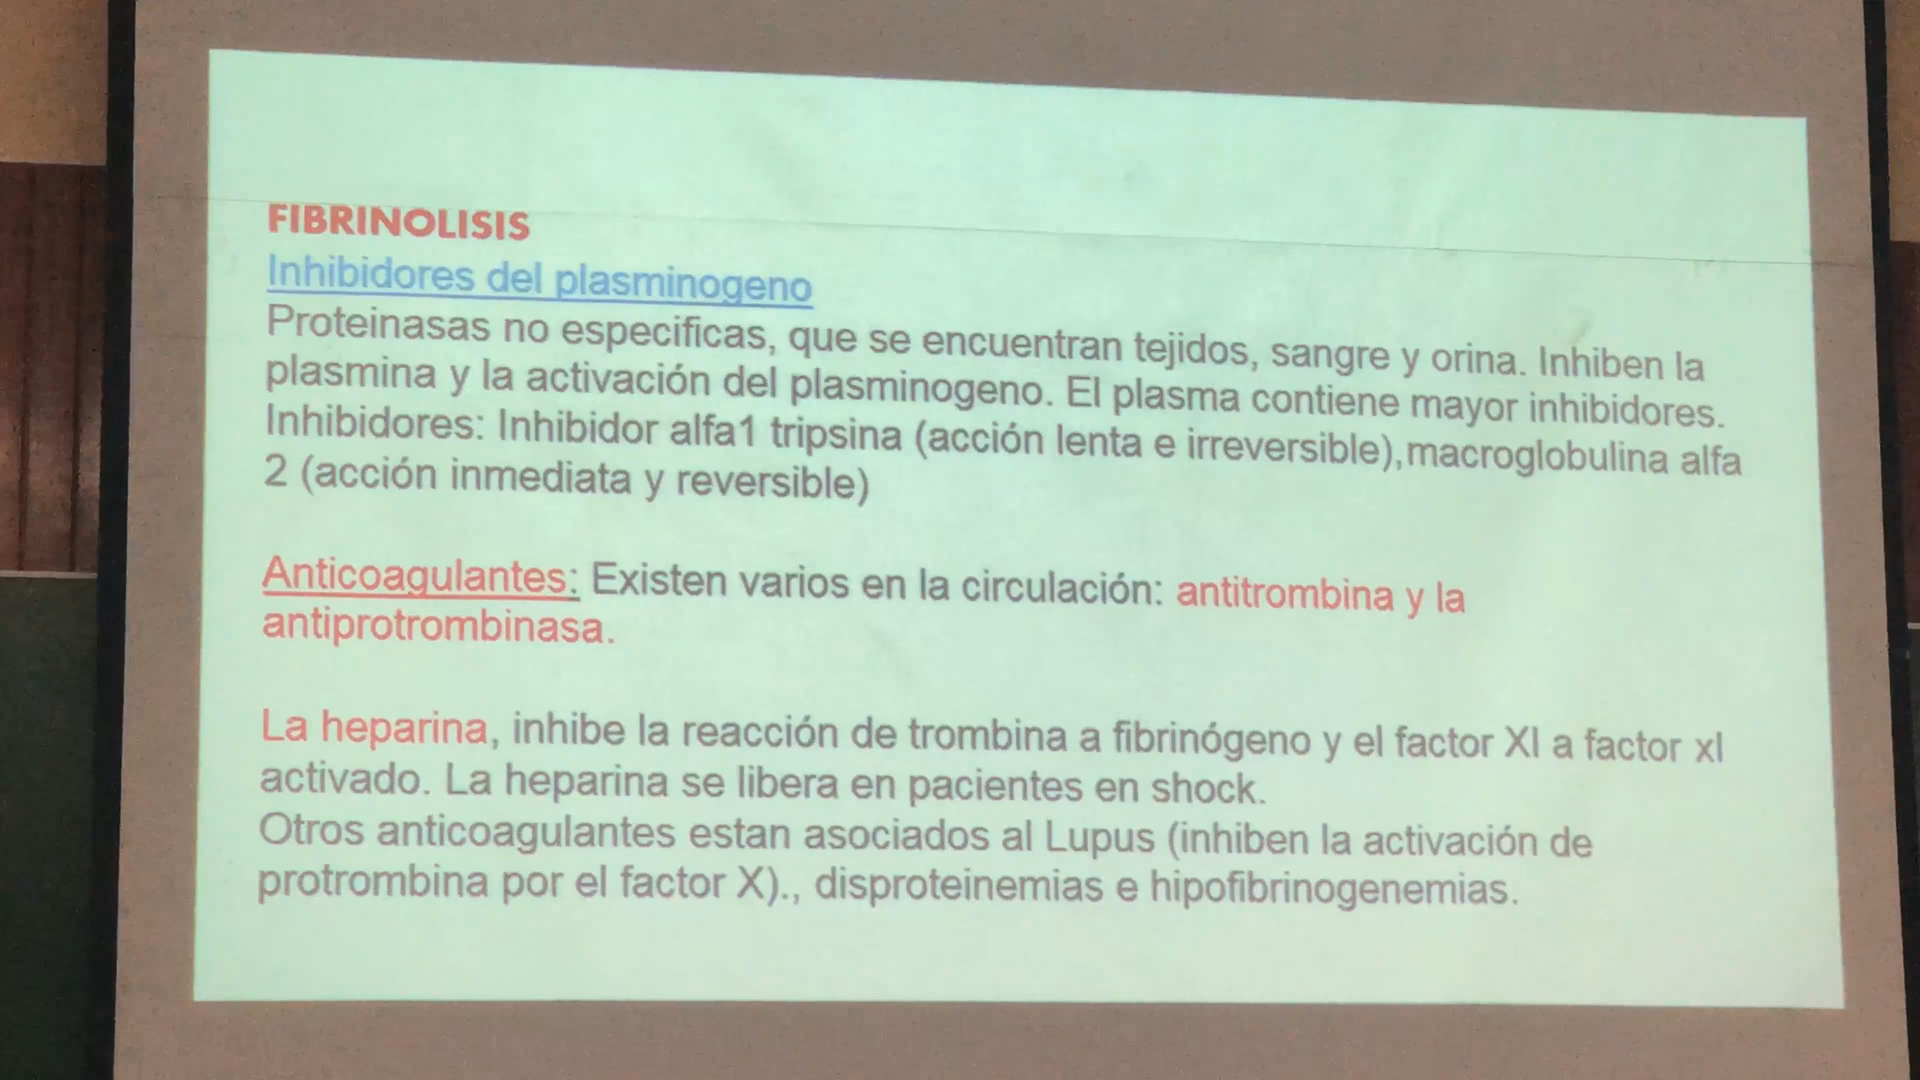 FIBRINOLISIS
Inhibidores del plasminogeno
Proteinasas no especificas, que se encuentran tejidos, sangre y orina. Inhiben la
plasmina y la activación del plasminogeno. El plasma contiene mayor inhibidores.
Inhibidores: Inhibidor alfa1 tripsina (acción lenta e irreversible),macroglobulina alfa
2 (acción inmediata y reversible)
Anticoagulantes: Existen varios en la circulación: antitrombina y la
antiprotrombinasa.
La heparina, inhibe la reacción de trombina a fibrinógeno y el factor XI a factor xI
activado. La heparina se libera en pacientes en shock.
Otros anticoagulantes estan asociados al Lupus (inhiben la activación de
protrombina por el factor X)., disproteinemias e hipofibrinogenemias.